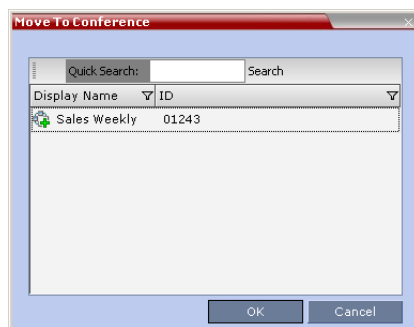 Move To Conference
Quick Search: Search
Display Name ID
Sales Weekly 01243
OK Cancel